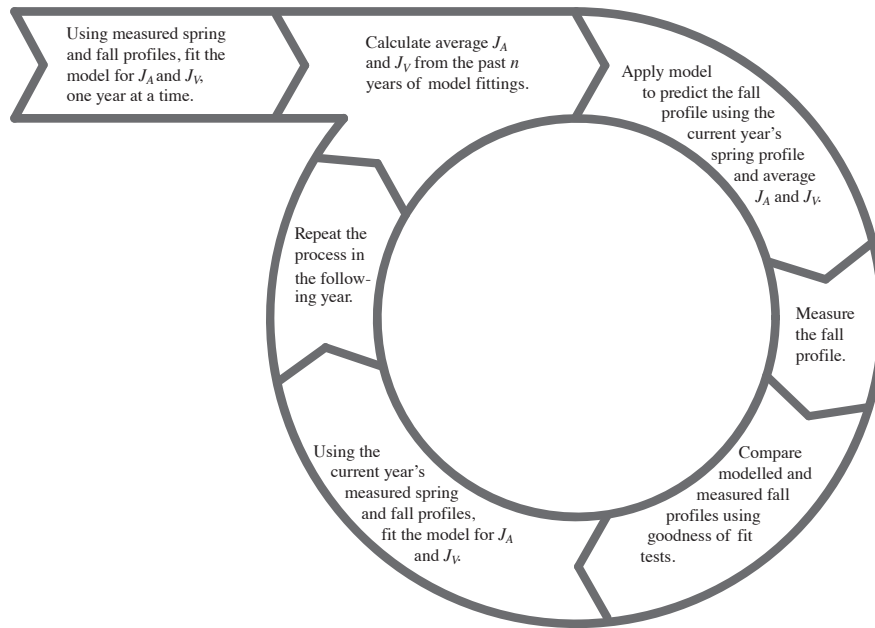 Using measured spring
and fall profiles, fit the
model for J_A and J_V,
one year at a time.
Calculate average J_A
and J_V from the past n
years of model fittings.
Apply model
to predict the fall
profile using the
current year's
spring profile
and average
J_A and J_V.
Measure
the fall
profile.
Compare
modelled and
measured fall
profiles using
goodness of fit
tests.
Using the
current year's
measured spring
and fall profiles,
fit the model for J_A
and J_V.
Repeat the
process in
the follow-
ing year.